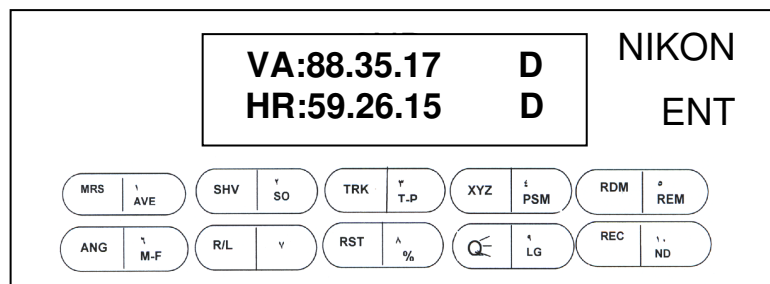 VA:88.35.17 D
HR:59.26.15 D
NIKON
ENT
MRS ١ AVE
SHV ٢ SO
TRK ٣ T-P
XYZ ٤ PSM
RDM ٥ REM
ANG ٦ M-F
R/L ٧
RST ٨ %
٩ LG
REC ١٠ ND